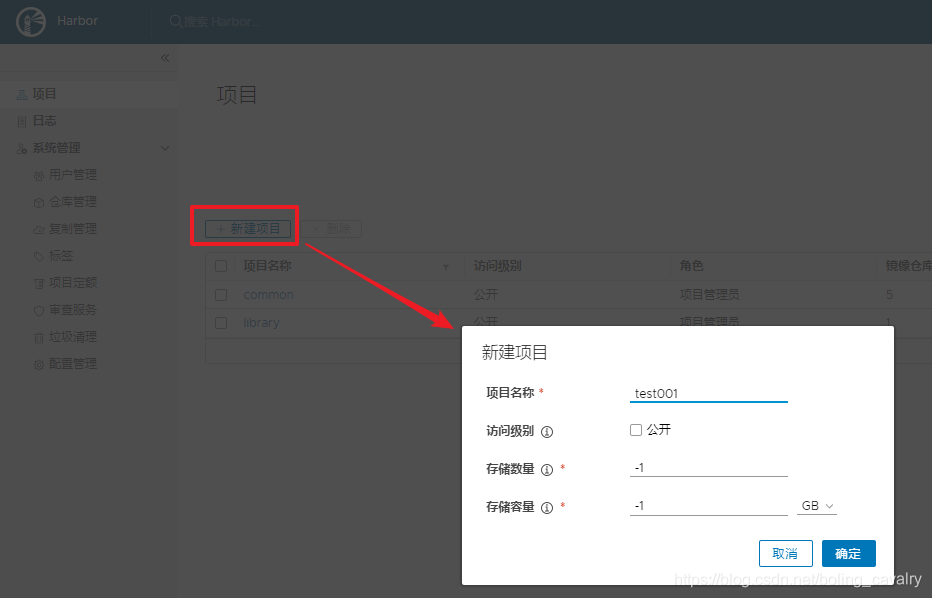 Harbor
搜索 Harbor...
项目
日志
系统管理
用户管理
仓库管理
复制管理
标签
项目定额
审查服务
垃圾清理
配置管理
项目
+ 新建项目
× 删除
项目名称 访问级别 角色 镜像仓库
common 公开 项目管理员 5
library 公开 项目管理员 1
新建项目
项目名称 * test001
访问级别 公开
存储数量 * -1
存储容量 * -1 GB
取消 确定
https://blog.csdn.net/boling_cavalry